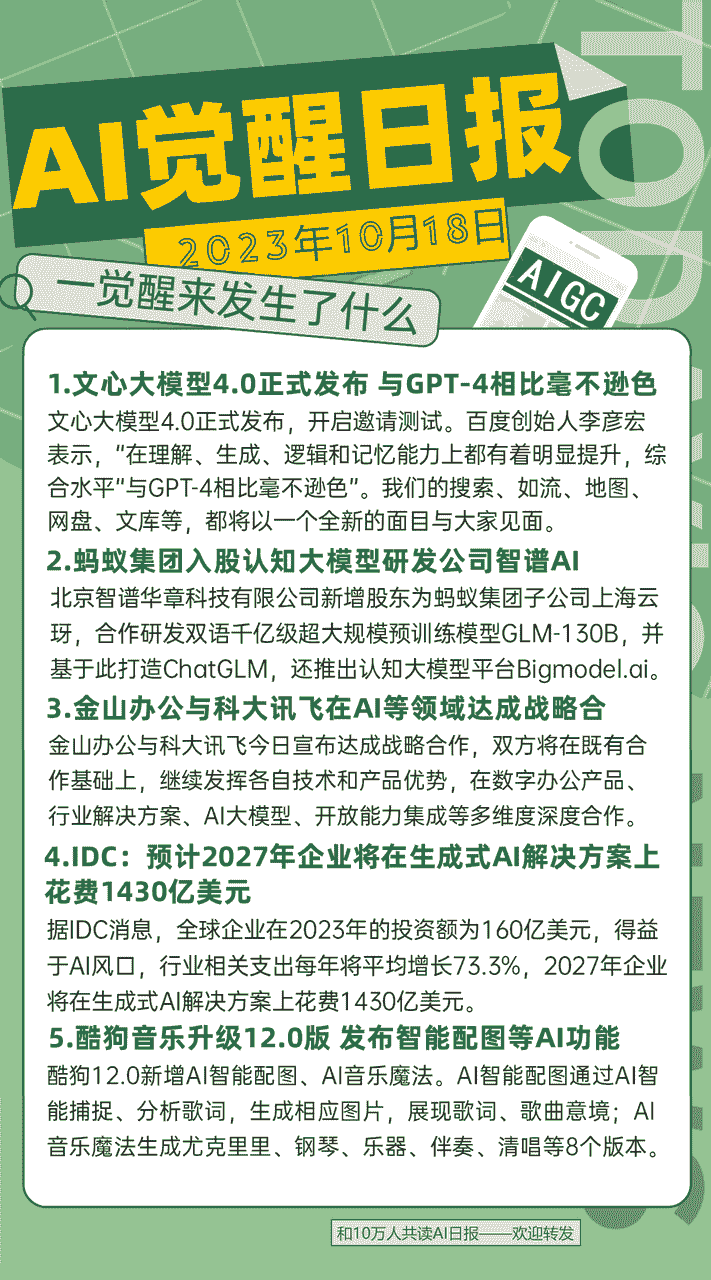 AI觉醒日报
2023年10月18日
一觉醒来发生了什么
AIGC
1.文心大模型4.0正式发布 与GPT-4相比毫不逊色
文心大模型4.0正式发布，开启邀请测试。百度创始人李彦宏
表示，"在理解、生成、逻辑和记忆能力上都有着明显提升，综
合水平“与GPT-4相比毫不逊色”。我们的搜索、如流、地图、
网盘、文库等，都将以一个全新的面目与大家见面。
2.蚂蚁集团入股认知大模型研发公司智谱AI
北京智谱华章科技有限公司新增股东为蚂蚁集团子公司上海云
玡，合作研发双语千亿级超大规模预训练模型GLM-130B，并
基于此打造ChatGLM，还推出认知大模型平台Bigmodel.ai。
3.金山办公与科大讯飞在AI等领域达成战略合
金山办公与科大讯飞今日宣布达成战略合作，双方将在既有合
作基础上，继续发挥各自技术和产品优势，在数字办公产品、
行业解决方案、AI大模型、开放能力集成等多维度深度合作。
4.IDC：预计2027年企业将在生成式AI解决方案上
花费1430亿美元
据IDC消息，全球企业在2023年的投资额为160亿美元，得益
于AI风口，行业相关支出每年将平均增长73.3%，2027年企业
将在生成式AI解决方案上花费1430亿美元。
5.酷狗音乐升级12.0版 发布智能配图等AI功能
酷狗12.0新增AI智能配图、AI音乐魔法。AI智能配图通过AI智
能捕捉、分析歌词，生成相应图片，展现歌词、歌曲意境；AI
音乐魔法生成尤克里里、钢琴、乐器、伴奏、清唱等8个版本。
和10万人共读AI日报——欢迎转发